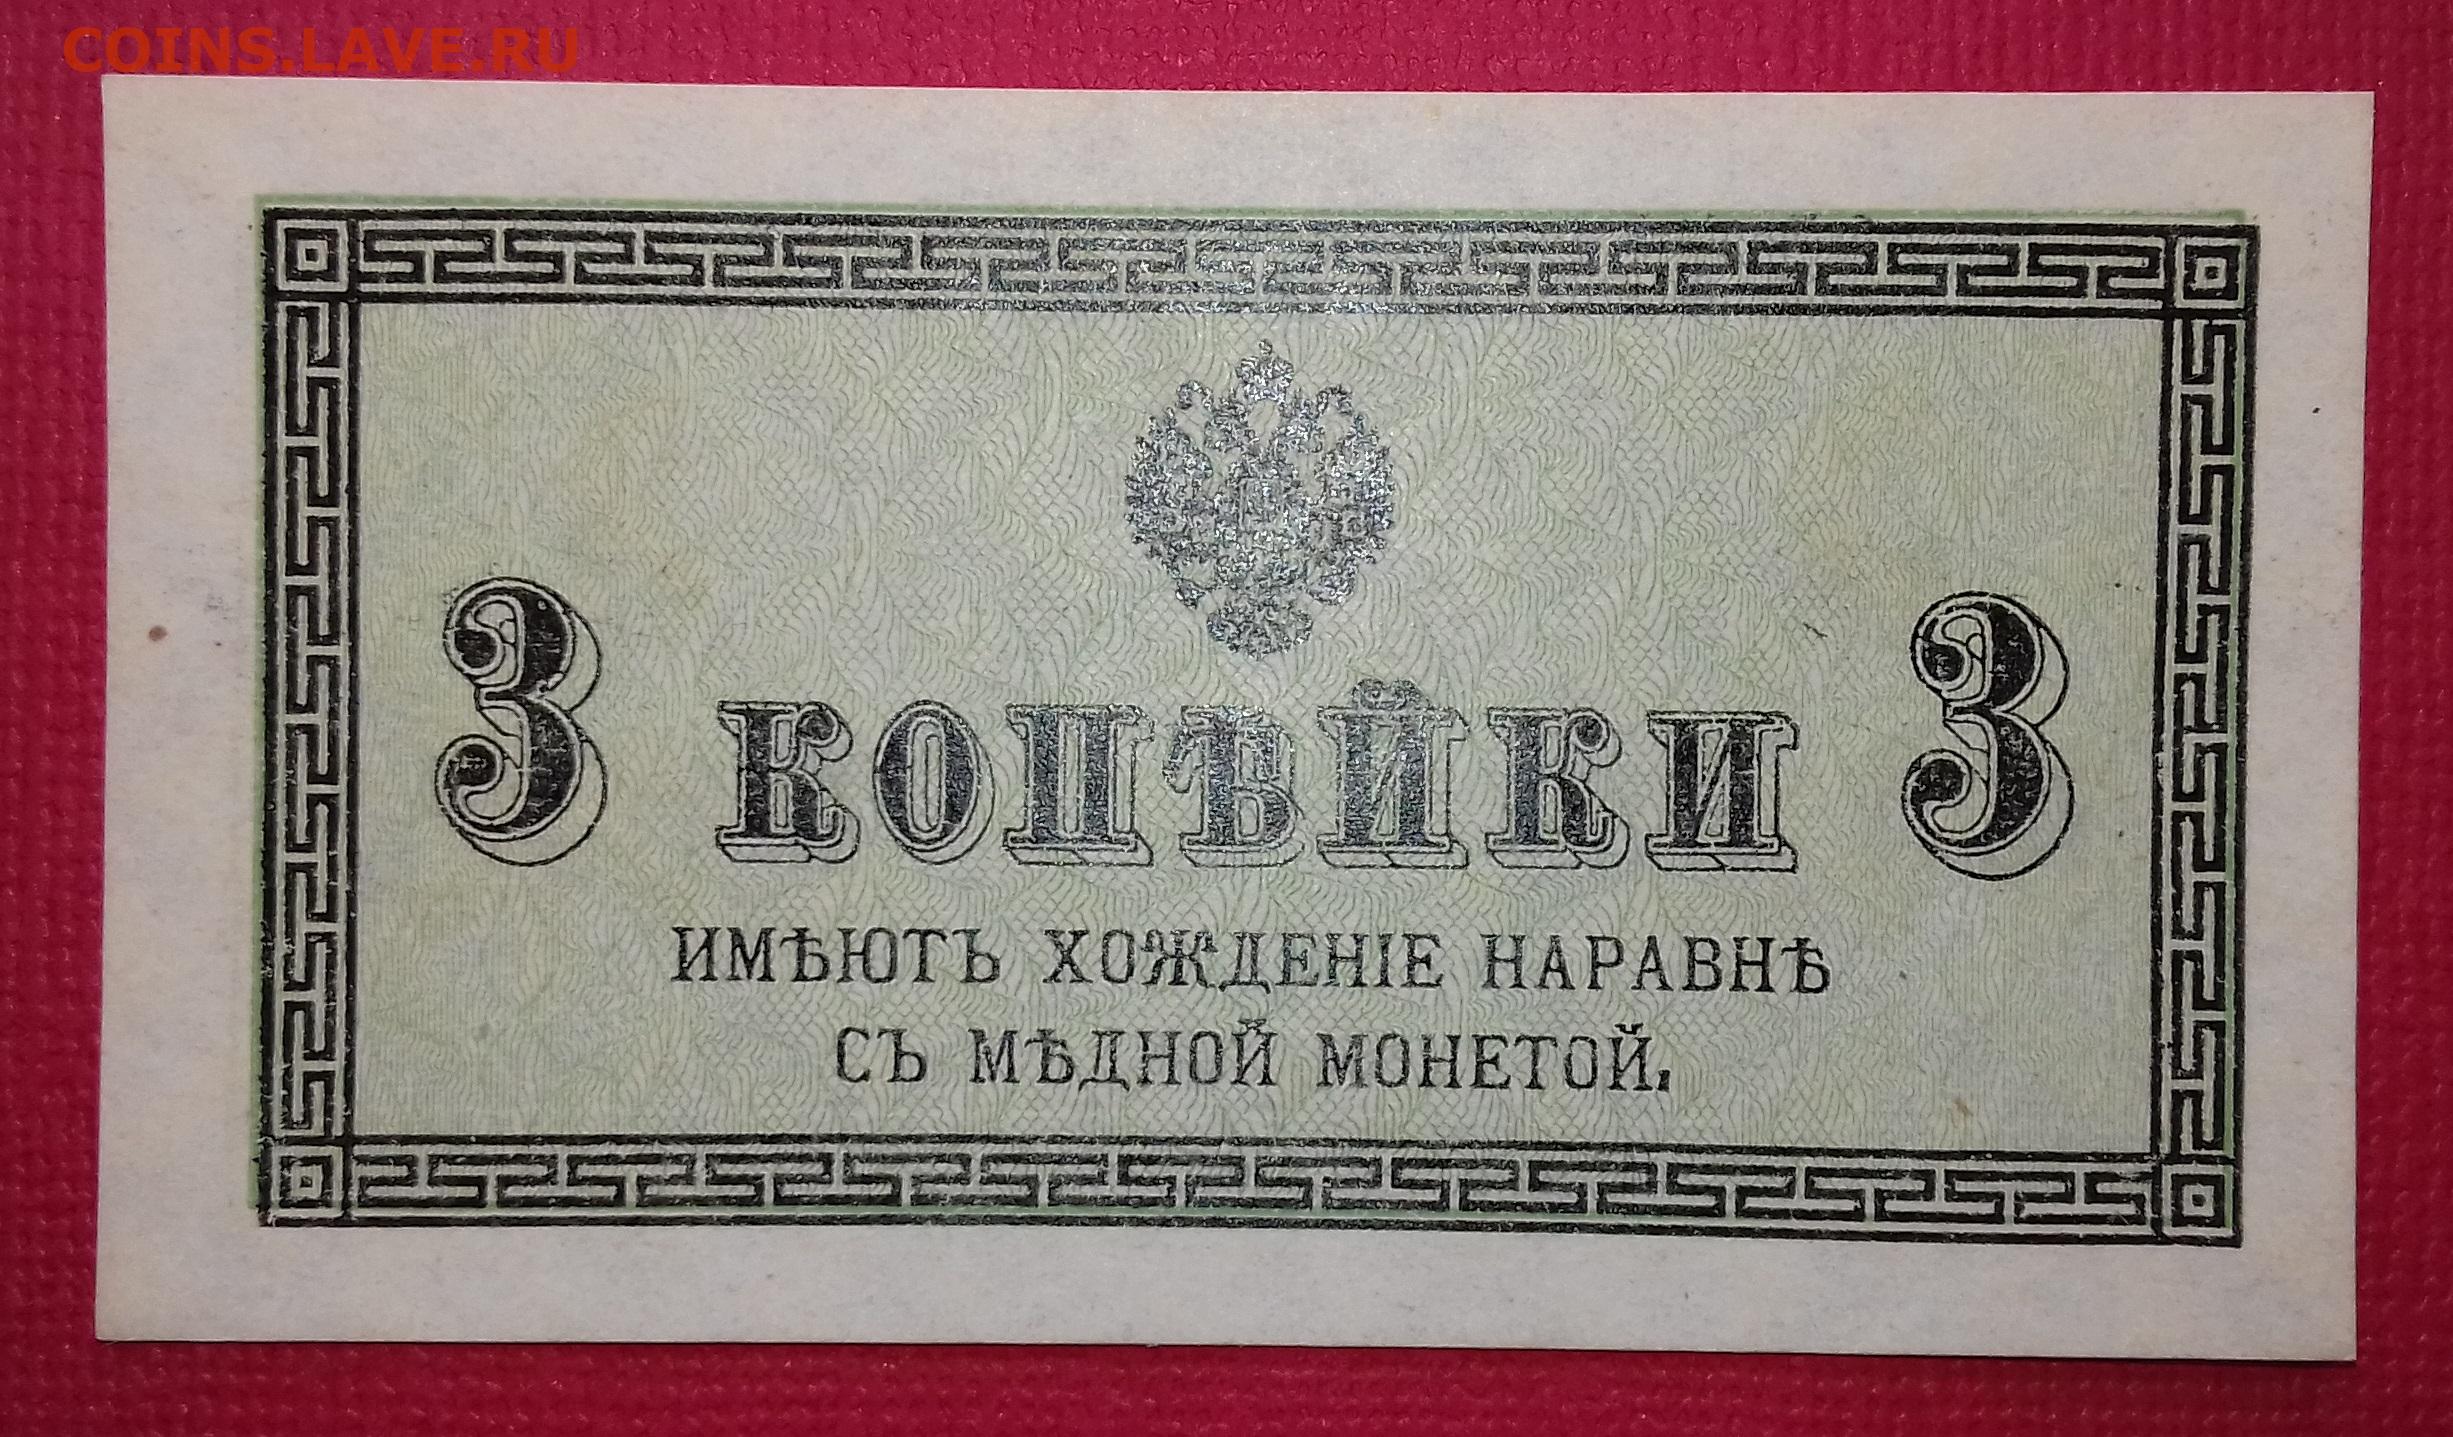 COINS.LAVE.RU
3 КОПѢЙКИ 3
ИМѢЮТЪ ХОЖДЕНІЕ НАРАВНѢ
СЪ МѢДНОЙ МОНЕТОЙ.